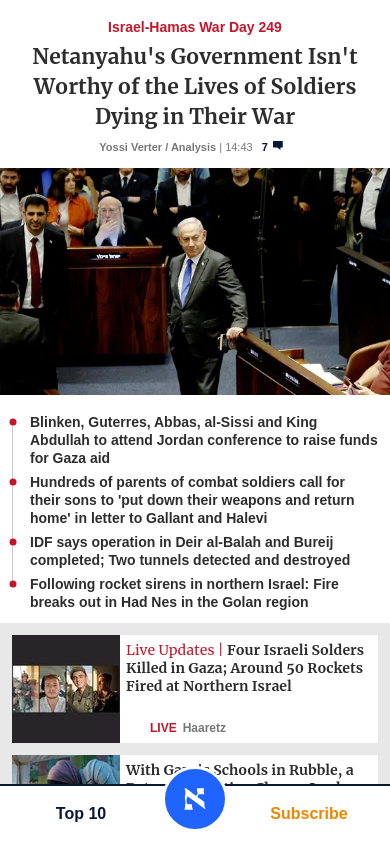 Israel-Hamas War Day 249
Netanyahu's Government Isn't
Worthy of the Lives of Soldiers
Dying in Their War
Yossi Verter / Analysis | 14:43 7
Blinken, Guterres, Abbas, al-Sissi and King
Abdullah to attend Jordan conference to raise funds
for Gaza aid
Hundreds of parents of combat soldiers call for
their sons to 'put down their weapons and return
home' in letter to Gallant and Halevi
IDF says operation in Deir al-Balah and Bureij
completed; Two tunnels detected and destroyed
Following rocket sirens in northern Israel: Fire
breaks out in Had Nes in the Golan region
Live Updates | Four Israeli Soldiers
Killed in Gaza; Around 50 Rockets
Fired at Northern Israel
LIVE Haaretz
With Schools in Rubble, a
Top 10
Subscribe